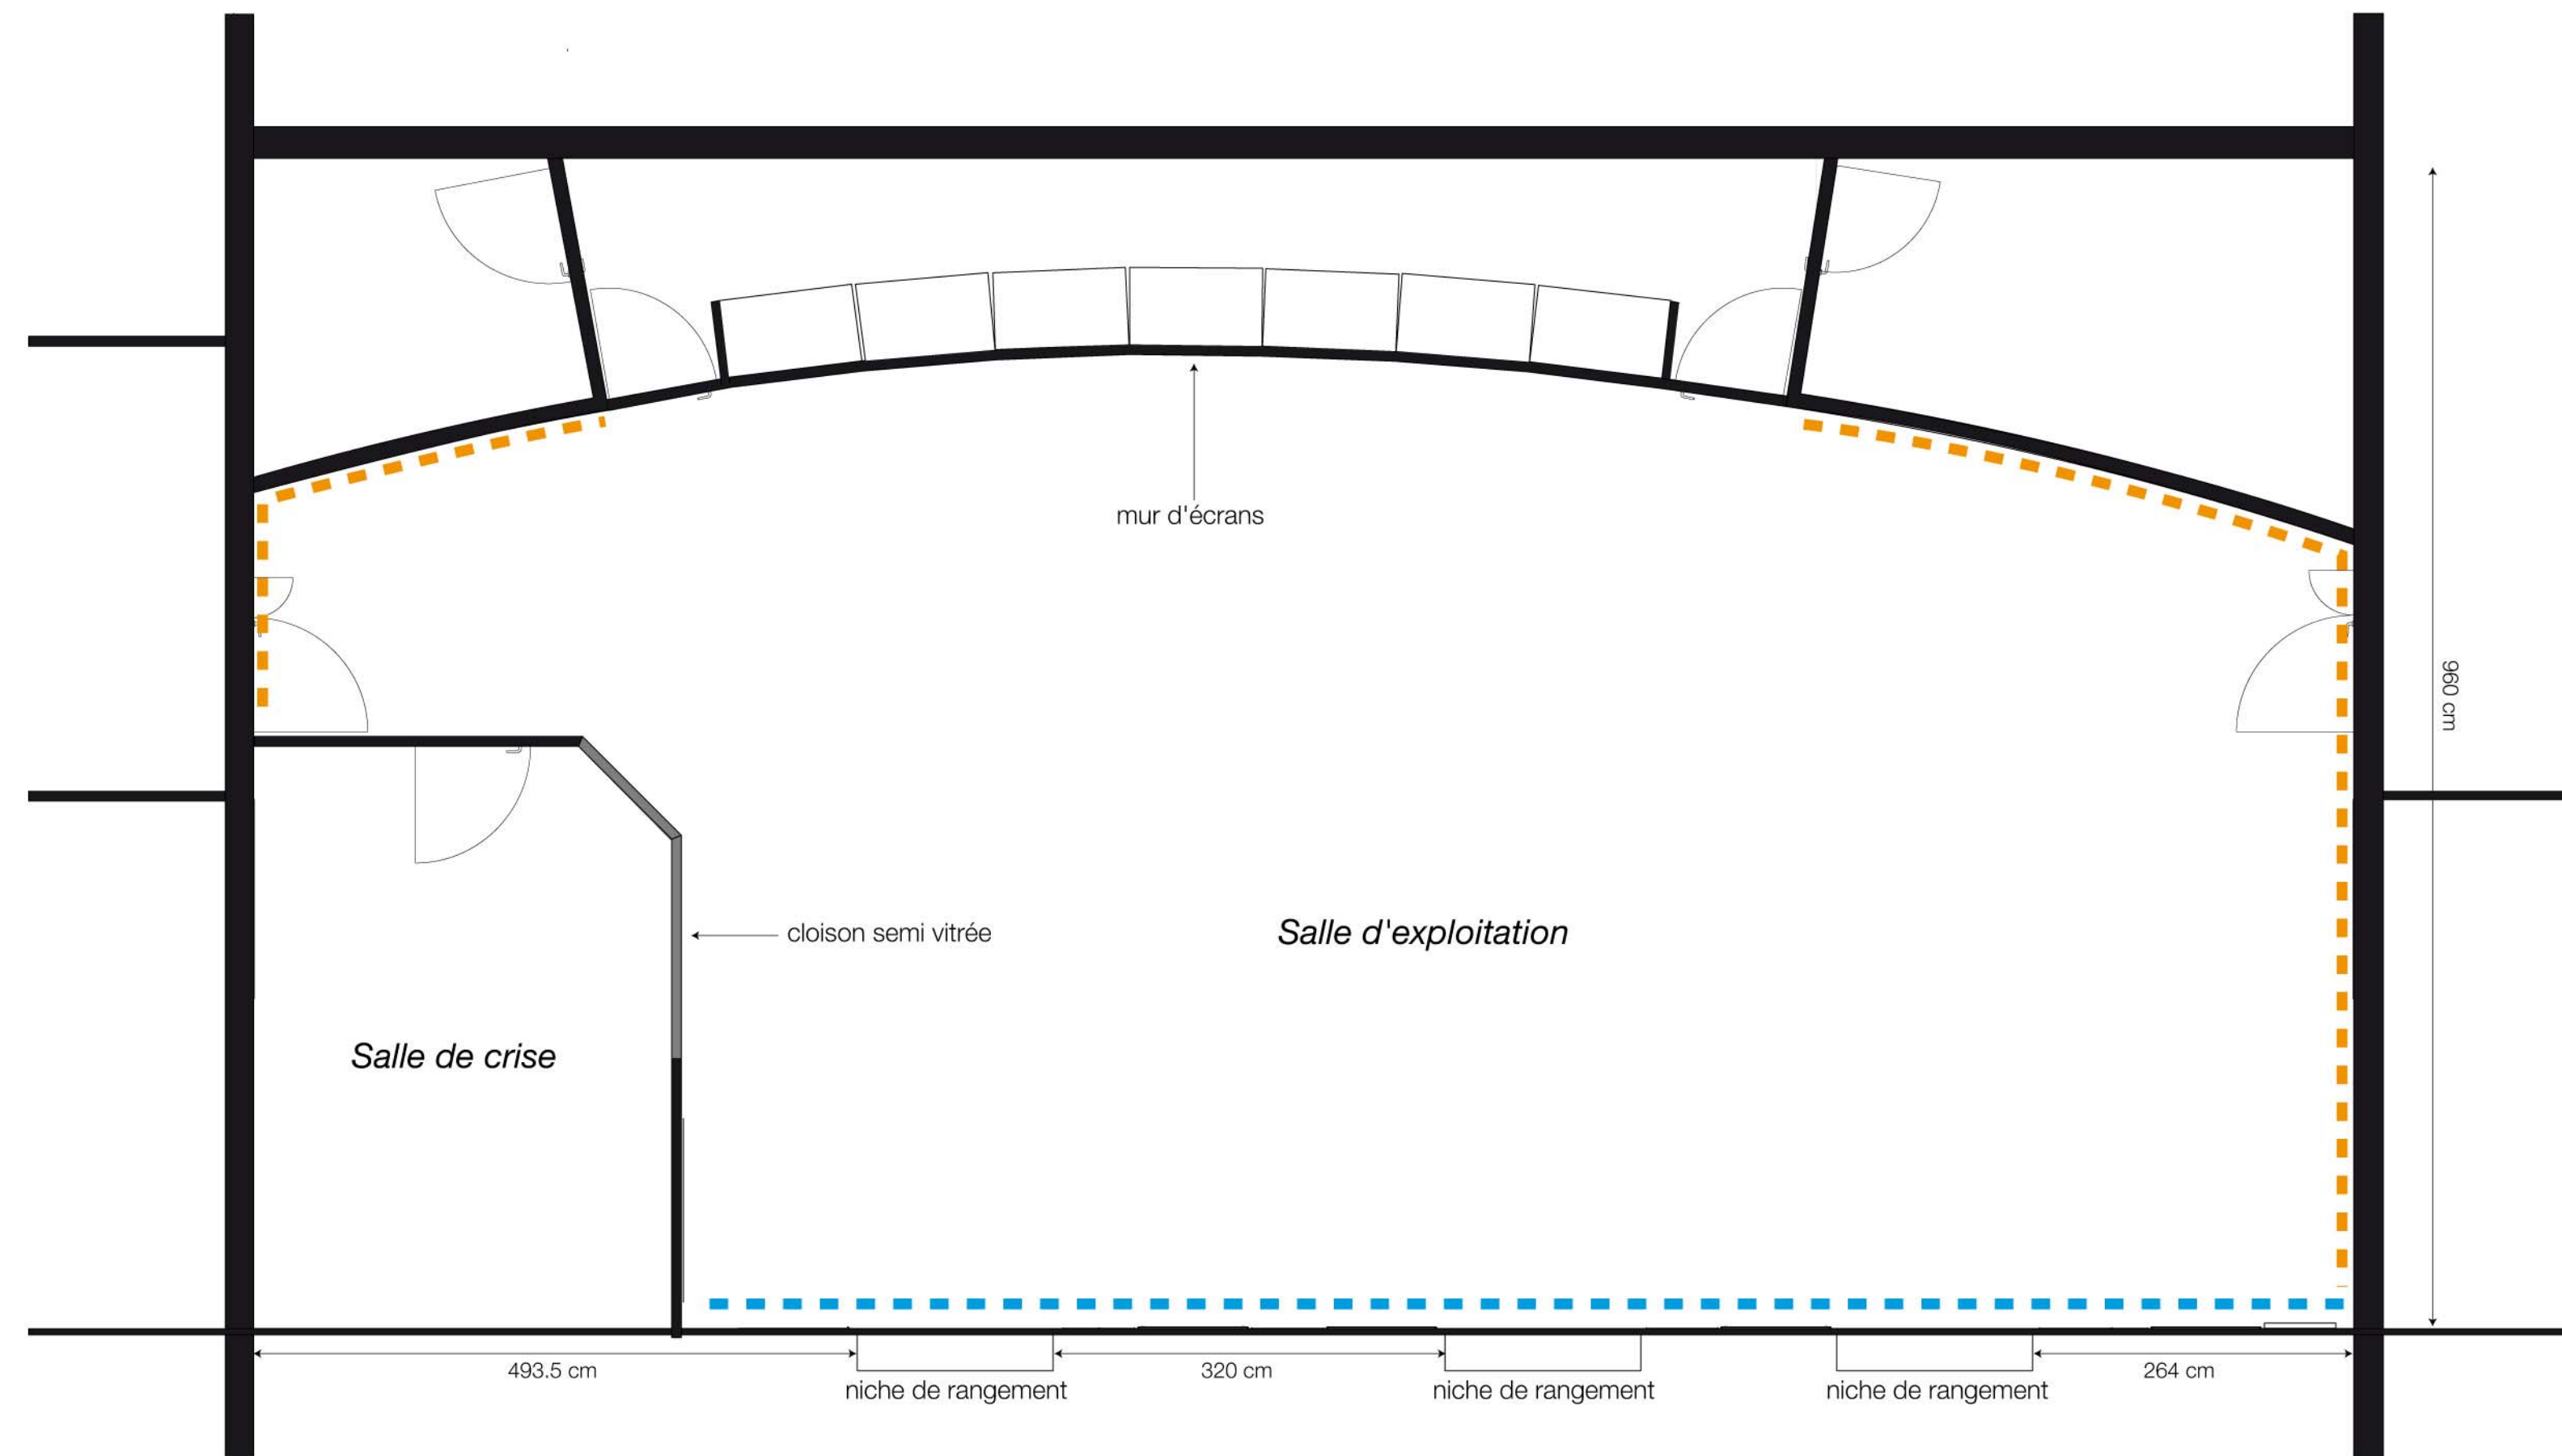 mur d'écrans
960 cm
cloison semi vitrée
Salle d'exploitation
Salle de crise
493.5 cm
320 cm
264 cm
niche de rangement
niche de rangement
niche de rangement